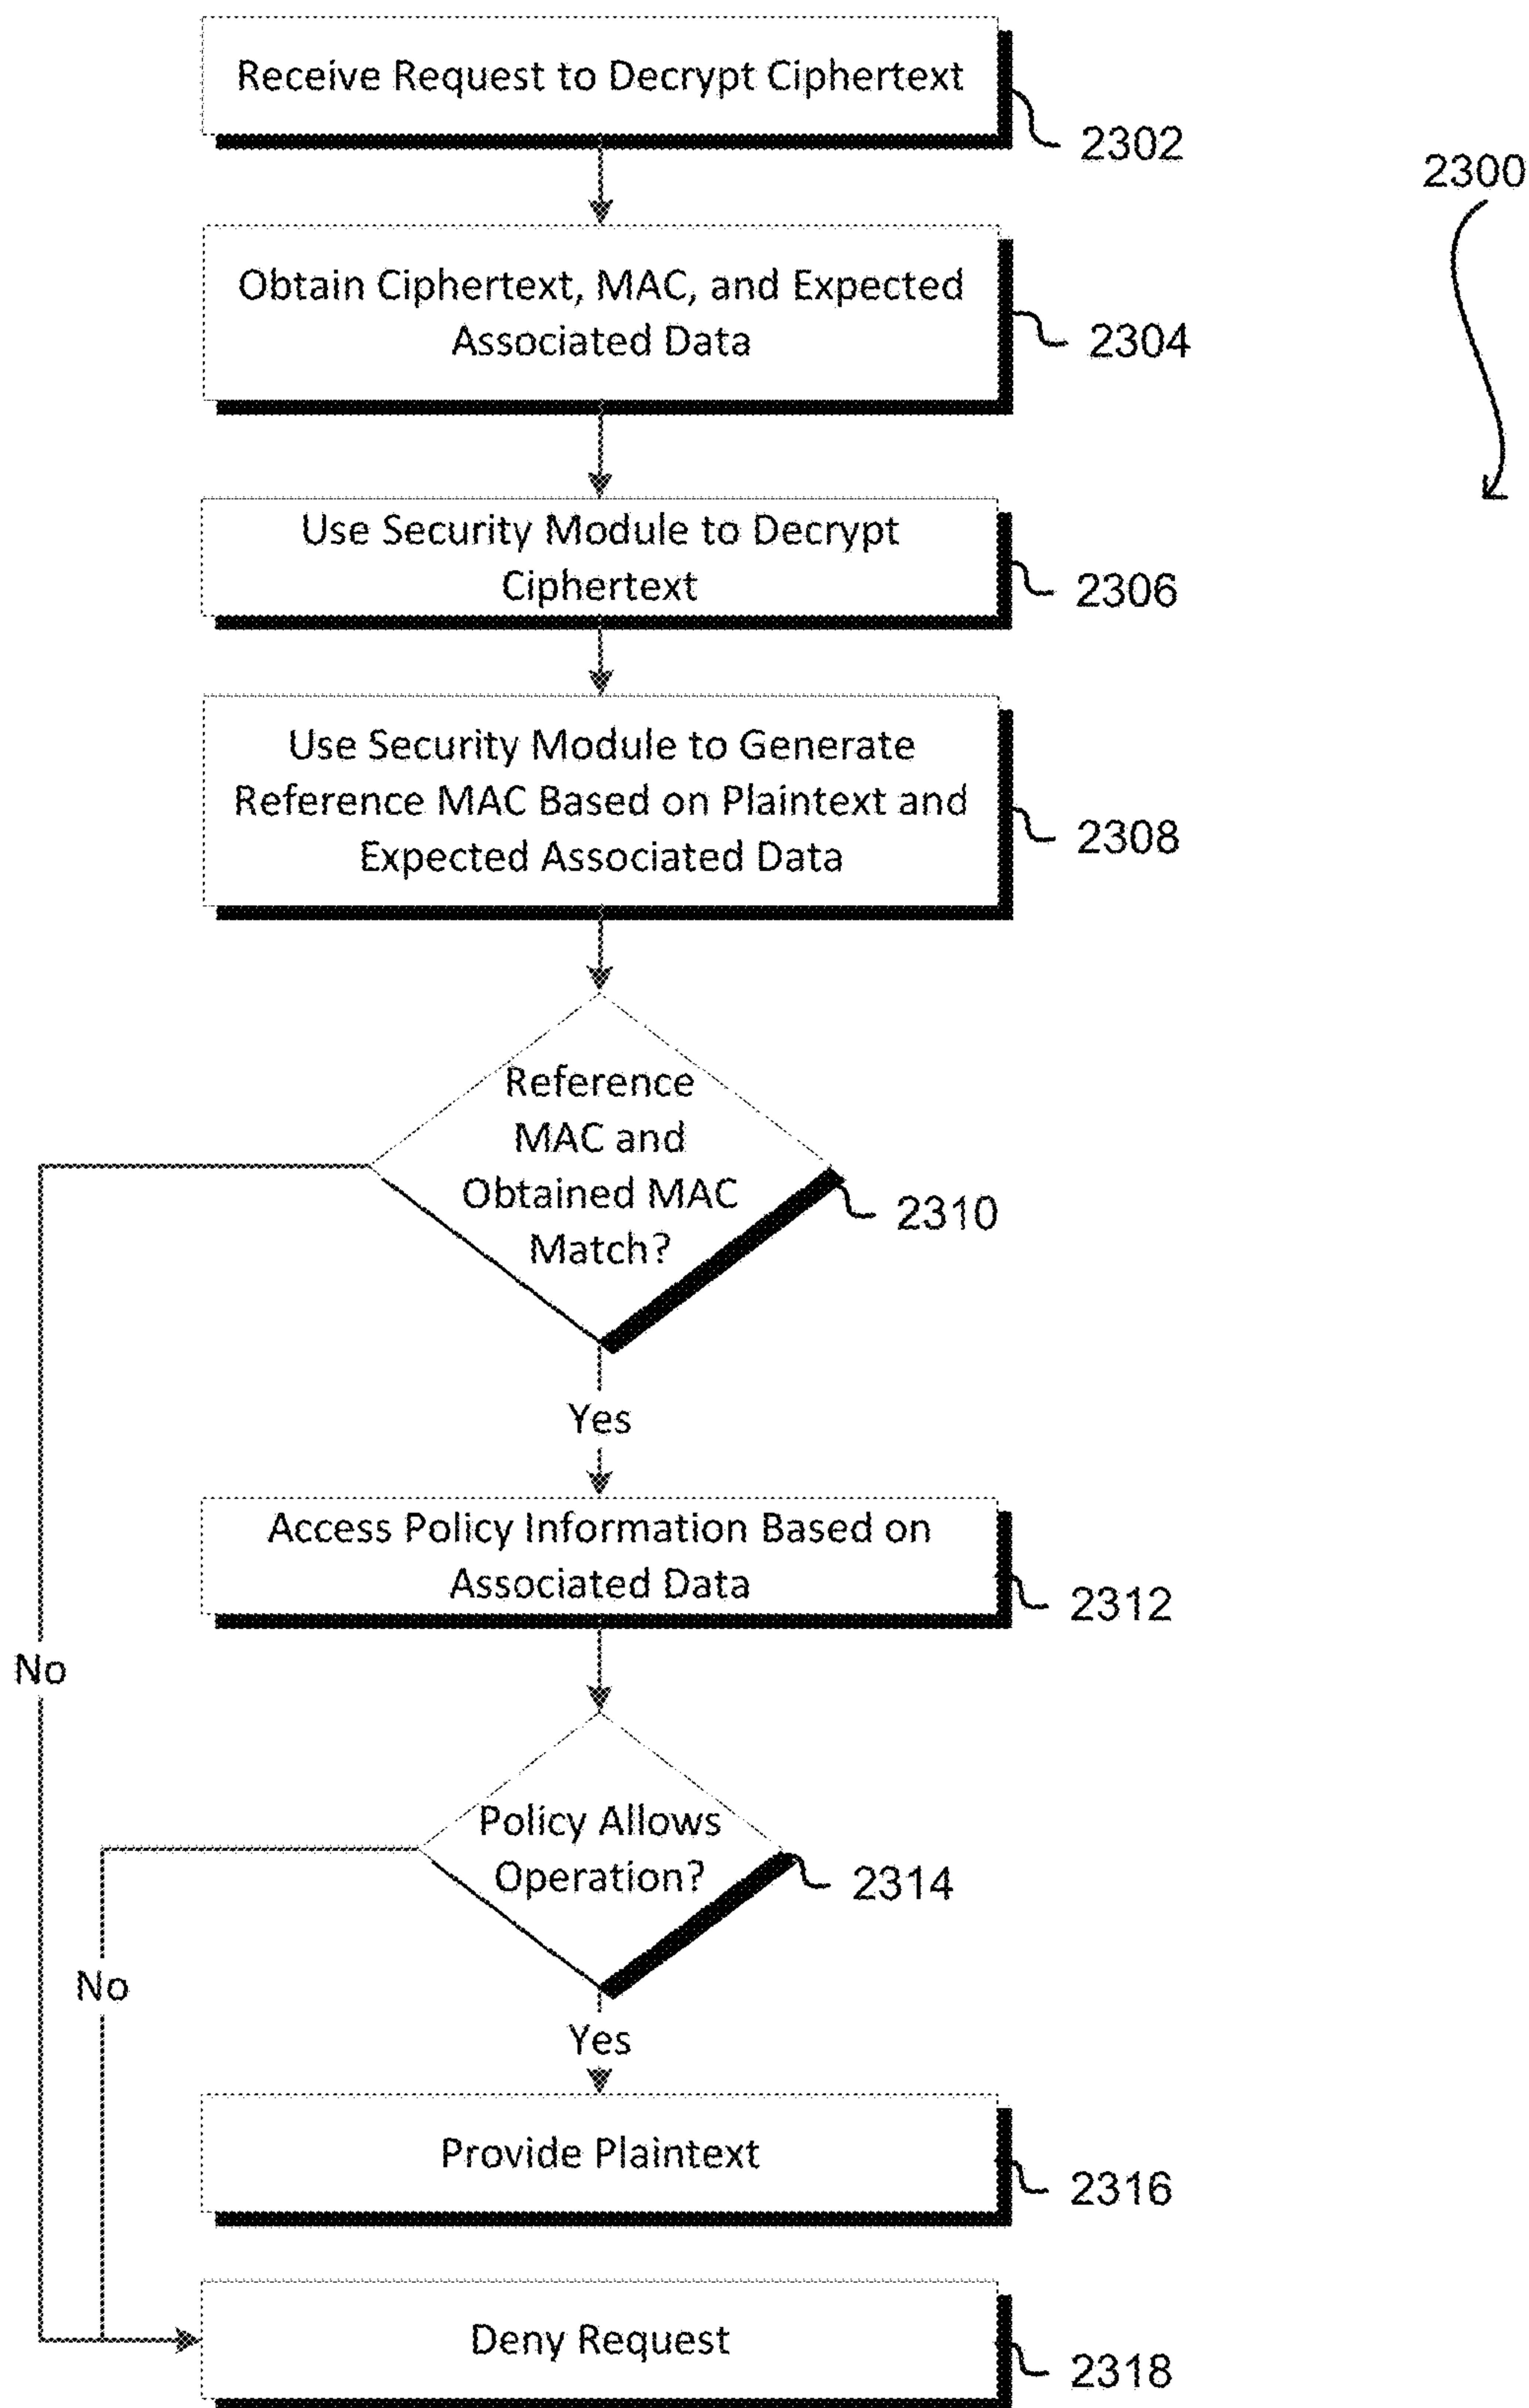 Receive Request to Decrypt Ciphertext
2302
2300
Obtain Ciphertext, MAC, and Expected
Associated Data
2304
Use Security Module to Decrypt
Ciphertext
2306
Use Security Module to Generate
Reference MAC Based on Plaintext and
Expected Associated Data
2308
Reference
MAC and
Obtained MAC
Match?
2310
Yes
Access Policy Information Based on
Associated Data
2312
No
Policy Allows
Operation?
2314
No
Yes
Provide Plaintext
2316
Deny Request
2318